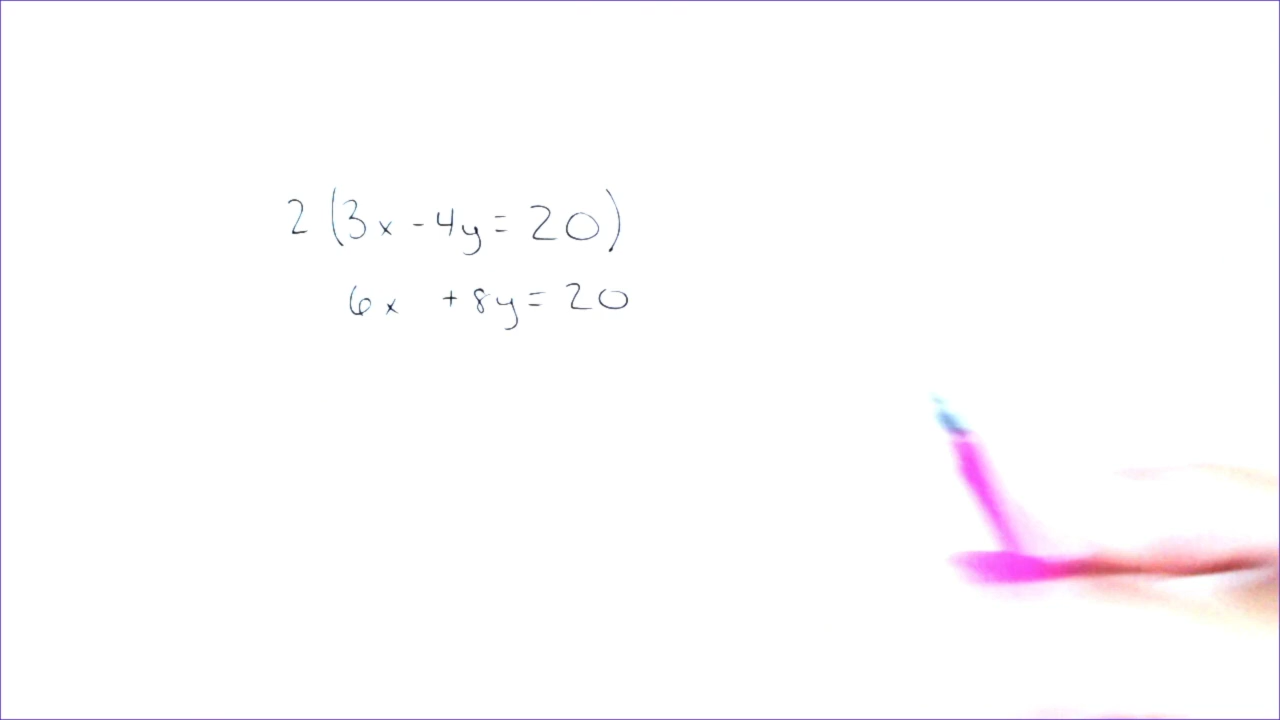 2(3x - 4y = 20)
6x + 8y = 20